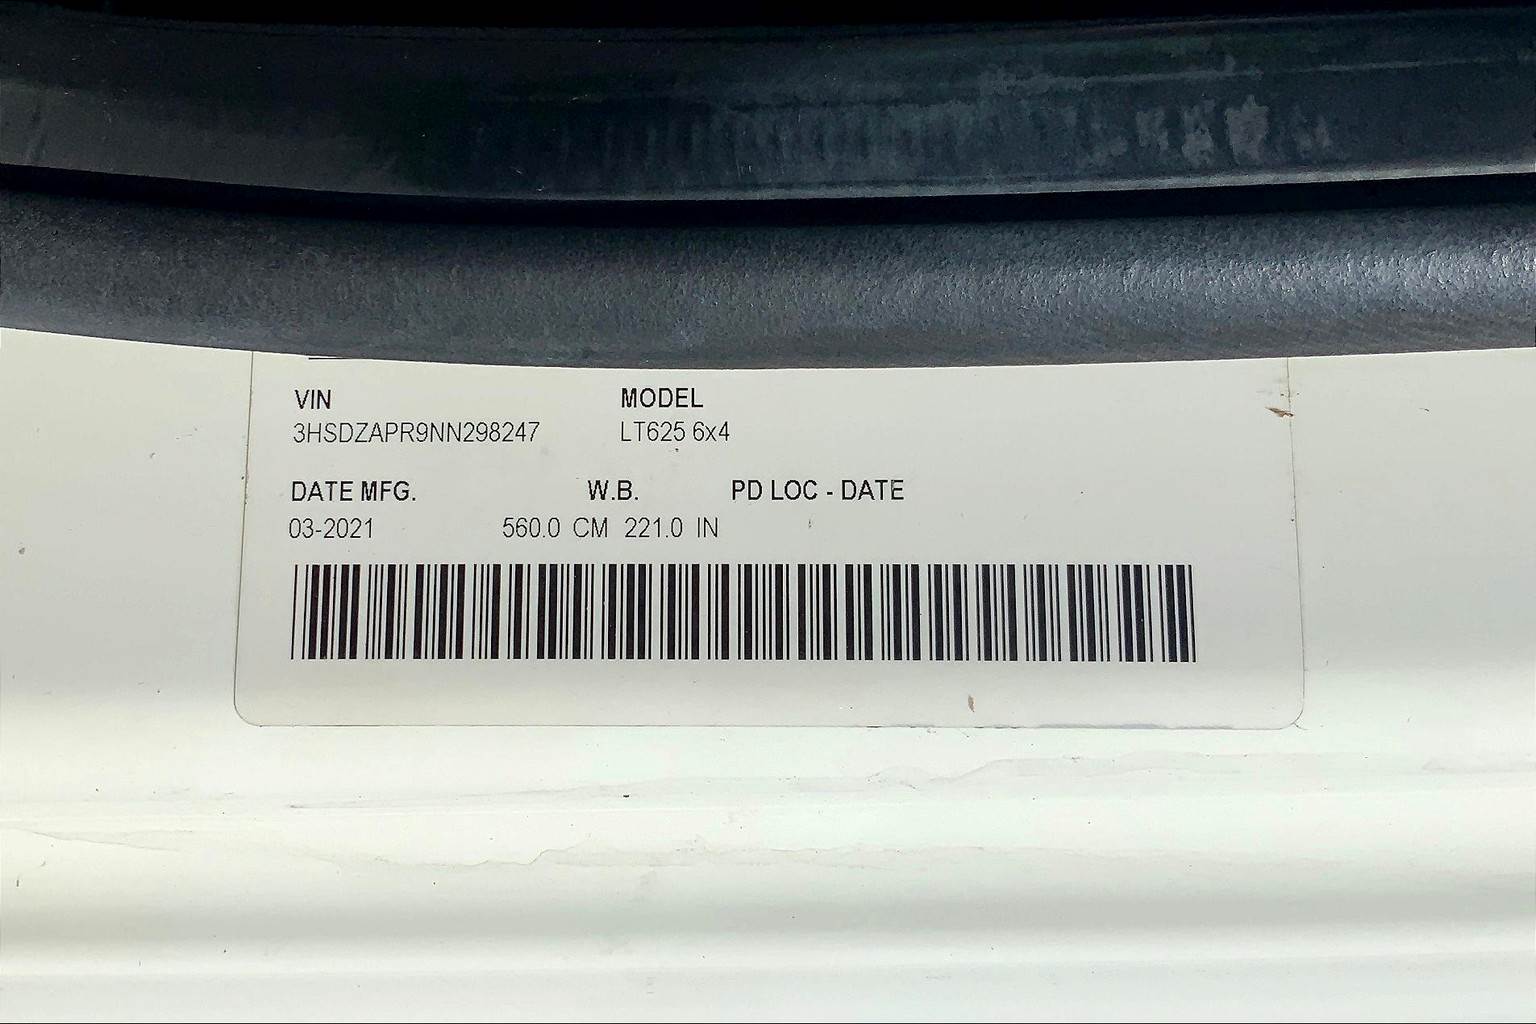 VIN MODEL
3HSDZAPR9NN298247 LT625 6x4
DATE MFG. W.B. PD LOC - DATE
03-2021 560.0 CM 221.0 IN